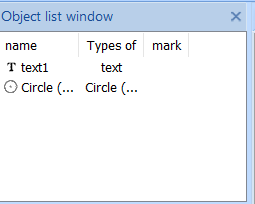 Object list window
name Types of mark
T text1 text
Circle (... Circle (...